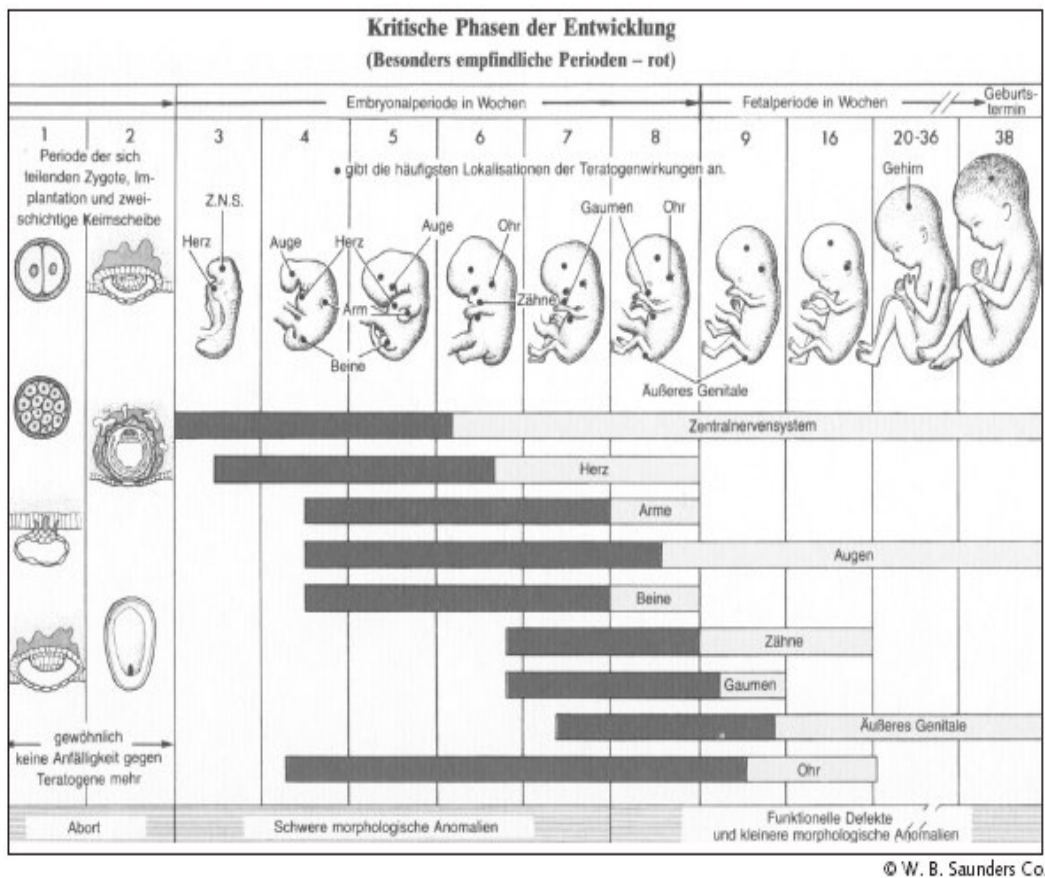 Kritische Phasen der Entwicklung
(Besonders empfindliche Perioden – rot)
Embryonalperiode in Wochen
Fetalperiode in Wochen
Geburts-
termin
1
2
3
4
5
6
7
8
9
16
20-36
38
Periode der sich
teilenden Zygote, Im-
plantation und zwei-
schichtige Keimscheibe
• gibt die häufigsten Lokalisationen der Teratogenwirkungen an.
Z.N.S.
Herz
Auge
Herz
Auge
Ohr
Gaumen
Ohr
Gehirn
Arm
Zähne
Beine
Äußeres Genitale
Zentralnervensystem
Herz
Arme
Augen
Beine
Zähne
Gaumen
Äußeres Genitale
Ohr
gewöhnlich
keine Anfälligkeit gegen
Teratogene mehr
Abort
Schwere morphologische Anomalien
Funktionelle Defekte
und kleinere morphologische Anomalien
© W. B. Saunders Co